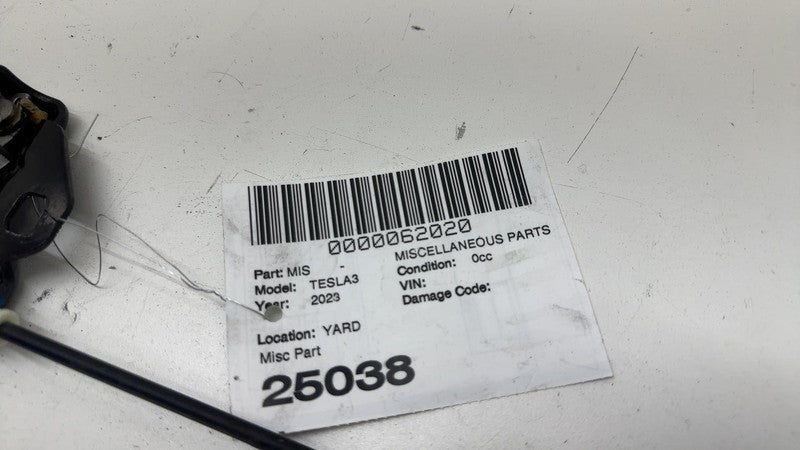 0000062020
MISCELLANEOUS PARTS
Part: MIS - Condition: 0cc
Model: TESLA3 VIN:
Year: 2023 Damage Code:
Location: YARD
Misc Part
25038